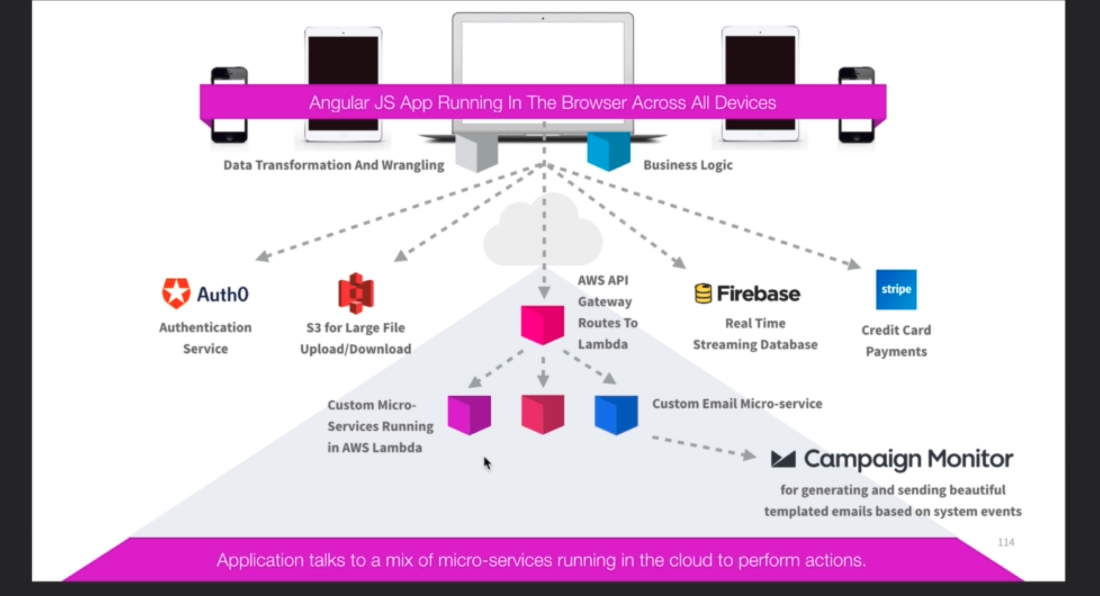 Angular JS App Running In The Browser Across All Devices
Data Transformation And Wrangling
Business Logic
Auth0
Authentication
Service
S3 for Large File
Upload/Download
AWS API
Gateway
Routes To
Lambda
Firebase
Real Time
Streaming Database
stripe
Credit Card
Payments
Custom Micro-
Services Running
in AWS Lambda
Custom Email Micro-service
Campaign Monitor
for generating and sending beautiful
templated emails based on system events
114
Application talks to a mix of micro-services running in the cloud to perform actions.